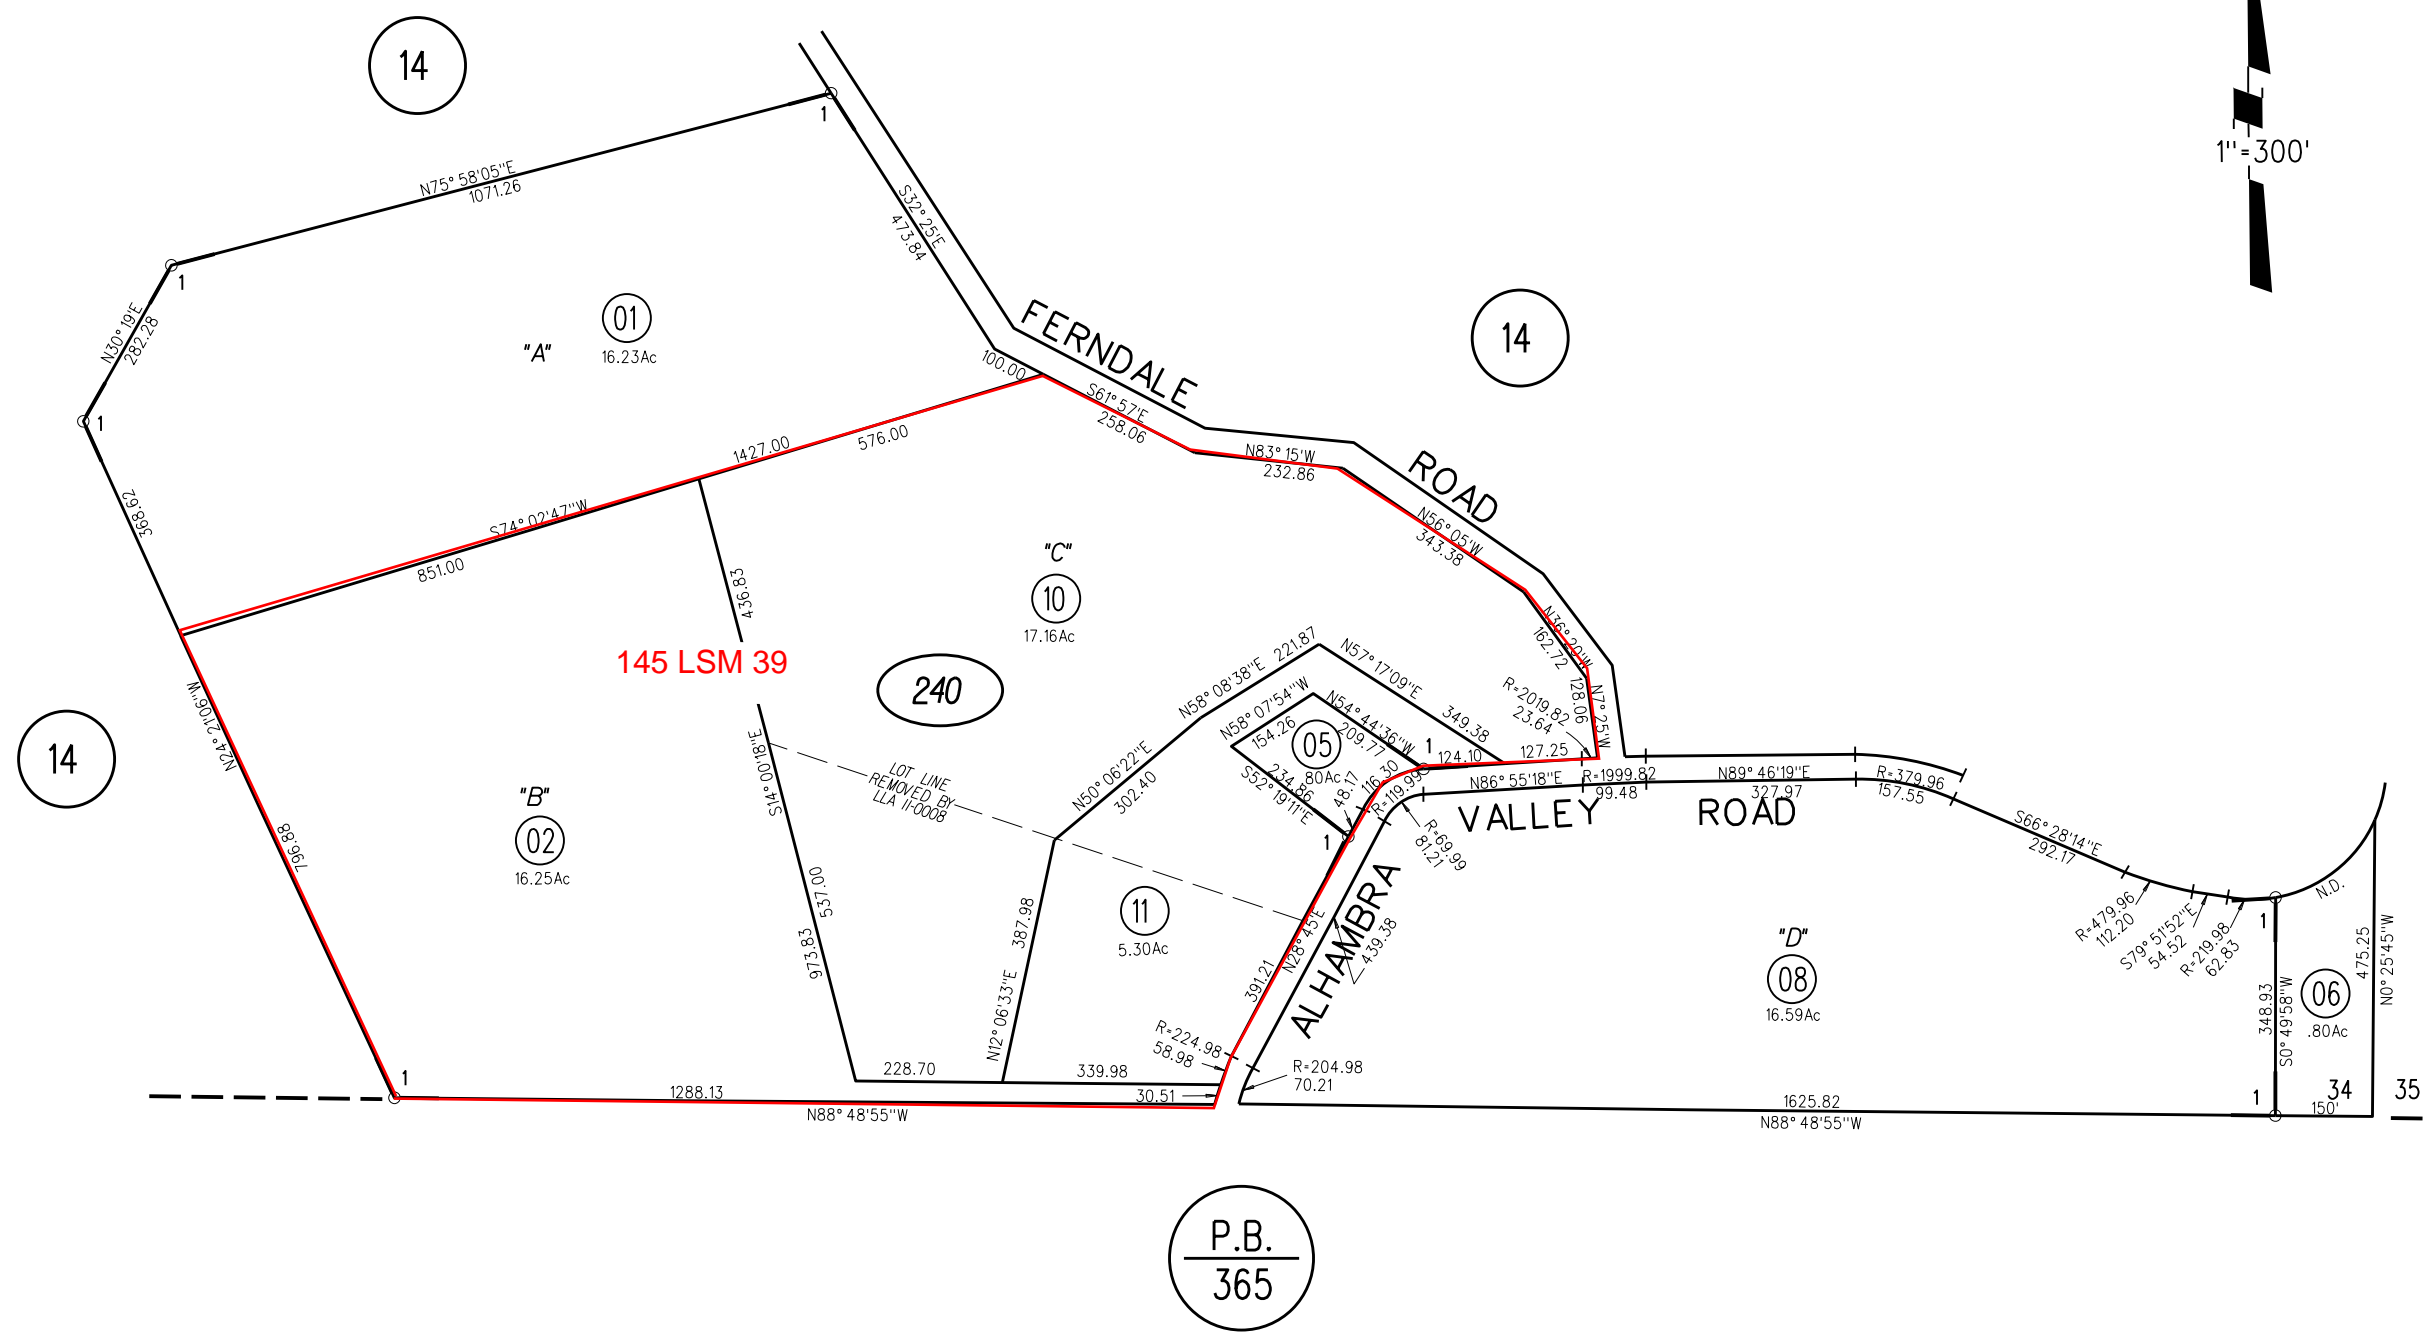 14
1
N75° 58'05"E
1071.26
1
N30° 19'E
282.28
1
"A"
01
16.23Ac
S32° 25'E
473.84
1"=300'
FERNDALE ROAD
14
100.00
S61° 57'E
258.06
N83° 15'W
232.86
N56° 05'W
343.38
N36° 20'W
162.72
N7° 25'W
128.06
1427.00
576.00
S74° 02'47"W
851.00
368.62
436.83
"C"
10
17.16Ac
145 LSM 39
240
14
N24° 21'06"W
796.88
"B"
02
16.25Ac
S14° 00'18"E
537.00
973.83
LOT LINE
REMOVED BY
LLA 11-0008
N58° 08'38"E 221.87
N57° 17'09"E
349.38
N50° 06'22"E
302.40
N58° 07'54"W
154.26
N54° 44'36"W
209.77
05
.80Ac
234.86
S52° 19'11"E
48.17
116.30
R=119.99
1
1
124.10
127.25
R=2019.82
23.64
N86° 55'18"E
R=1999.82
99.48
N89° 46'19"E
327.97
R=379.96
157.55
ALHAMBRA VALLEY ROAD
R=69.99
81.21
S66° 28'14"E
292.17
387.98
N12° 06'33"E
11
5.30Ac
N28° 45'E
391.21
439.38
R=224.98
58.98
R=204.98
70.21
"D"
08
16.59Ac
R=479.96
112.20
S79° 51'52"E
54.52
R=219.98
62.83
N.D.
1
348.93
S0° 49'58"W
06
.80Ac
475.25
N0° 25'45"W
228.70
339.98
30.51
1
1288.13
N88° 48'55"W
1625.82
N88° 48'55"W
1
150'
34
35
P.B.
365